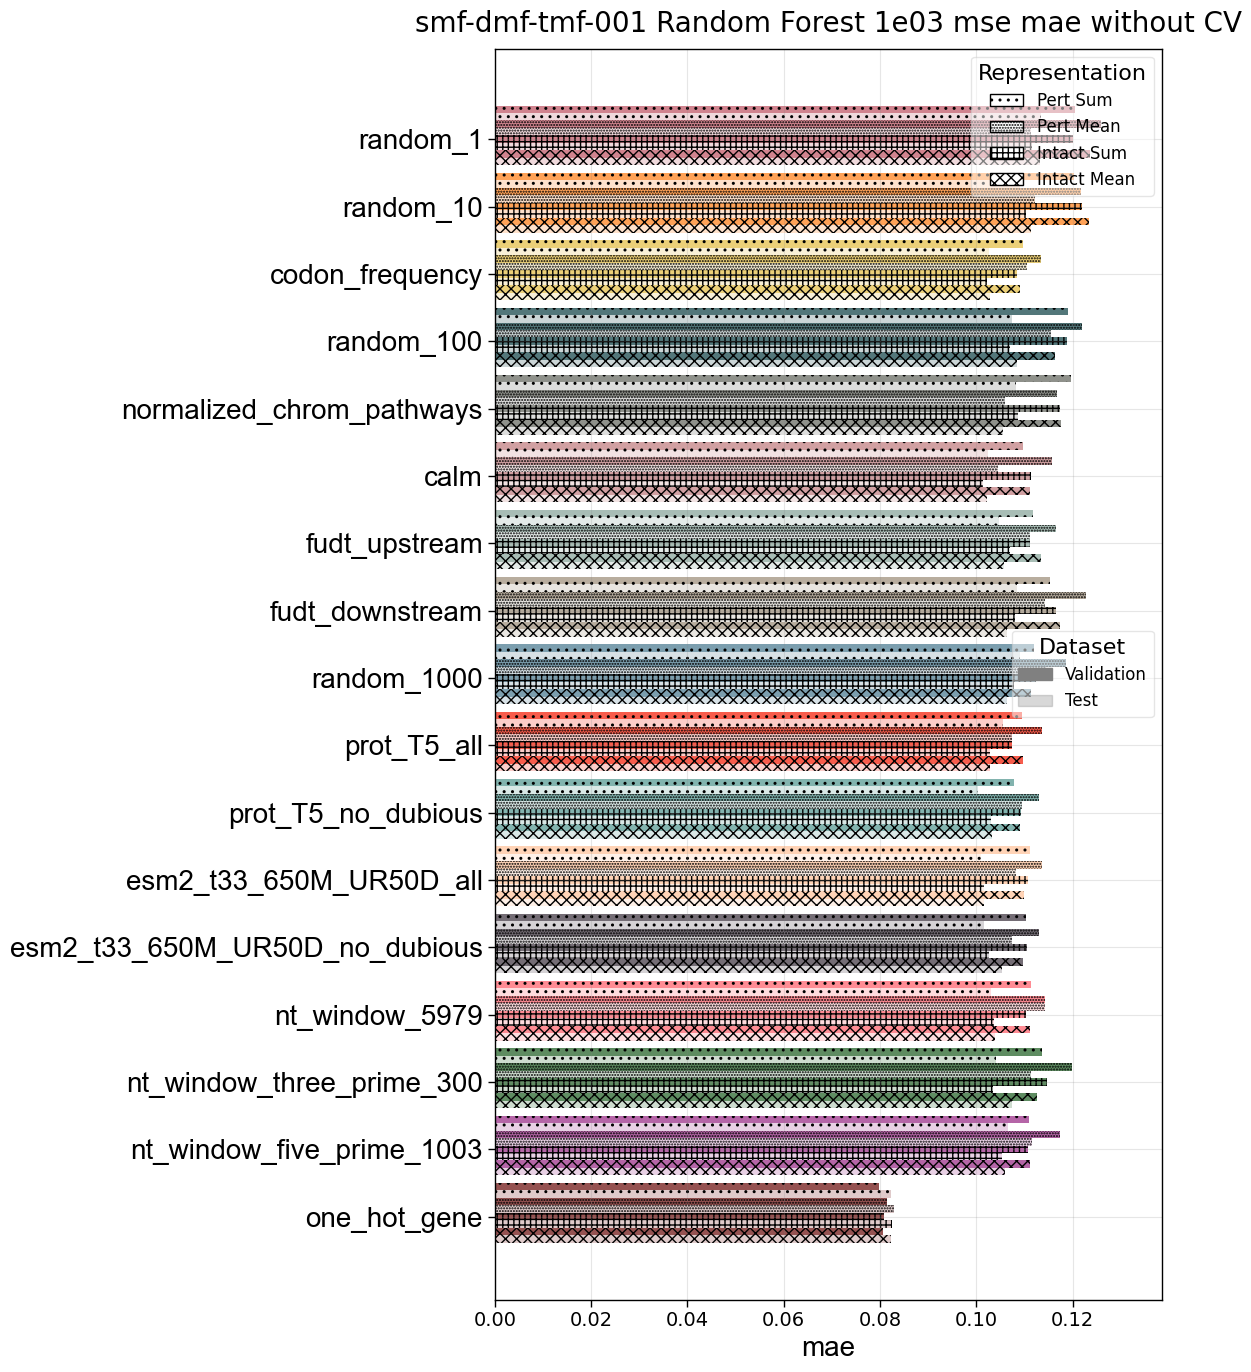 smf-dmf-tmf-001 Random Forest 1e03 mse mae without CV
Representation
Pert Sum
Pert Mean
Intact Sum
Intact Mean
random_1
random_10
codon_frequency
random_100
normalized_chrom_pathways
calm
fudt_upstream
fudt_downstream
Dataset
Validation
Test
random_1000
prot_T5_all
prot_T5_no_dubious
esm2_t33_650M_UR50D_all
esm2_t33_650M_UR50D_no_dubious
nt_window_5979
nt_window_three_prime_300
nt_window_five_prime_1003
one_hot_gene
0.00 0.02 0.04 0.06 0.08 0.10 0.12
mae